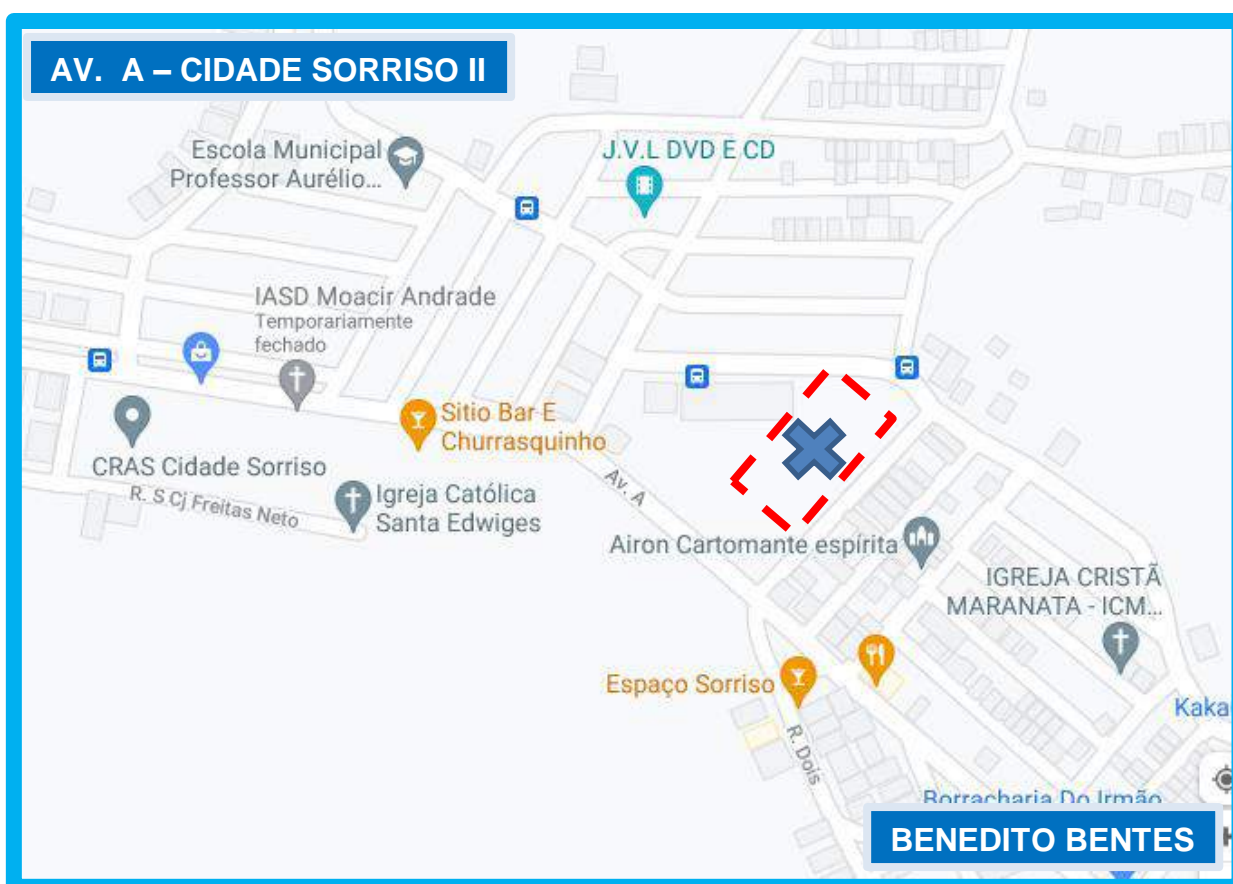 AV. A – CIDADE SORRISO II
Escola Municipal
Professor Aurélio...
J.V.L DVD E CD
IASD Moacir Andrade
Temporariamente
fechado
Sitio Bar E
Churrasquinho
CRAS Cidade Sorriso
R. S Cj Freitas Neto
Igreja Católica
Santa Edwiges
Av. A
Airon Cartomante espírita
IGREJA CRISTÃ
MARANATA - ICM...
Espaço Sorriso
Kaka
R. Dois
Borracharia Do Irmão
BENEDITO BENTES